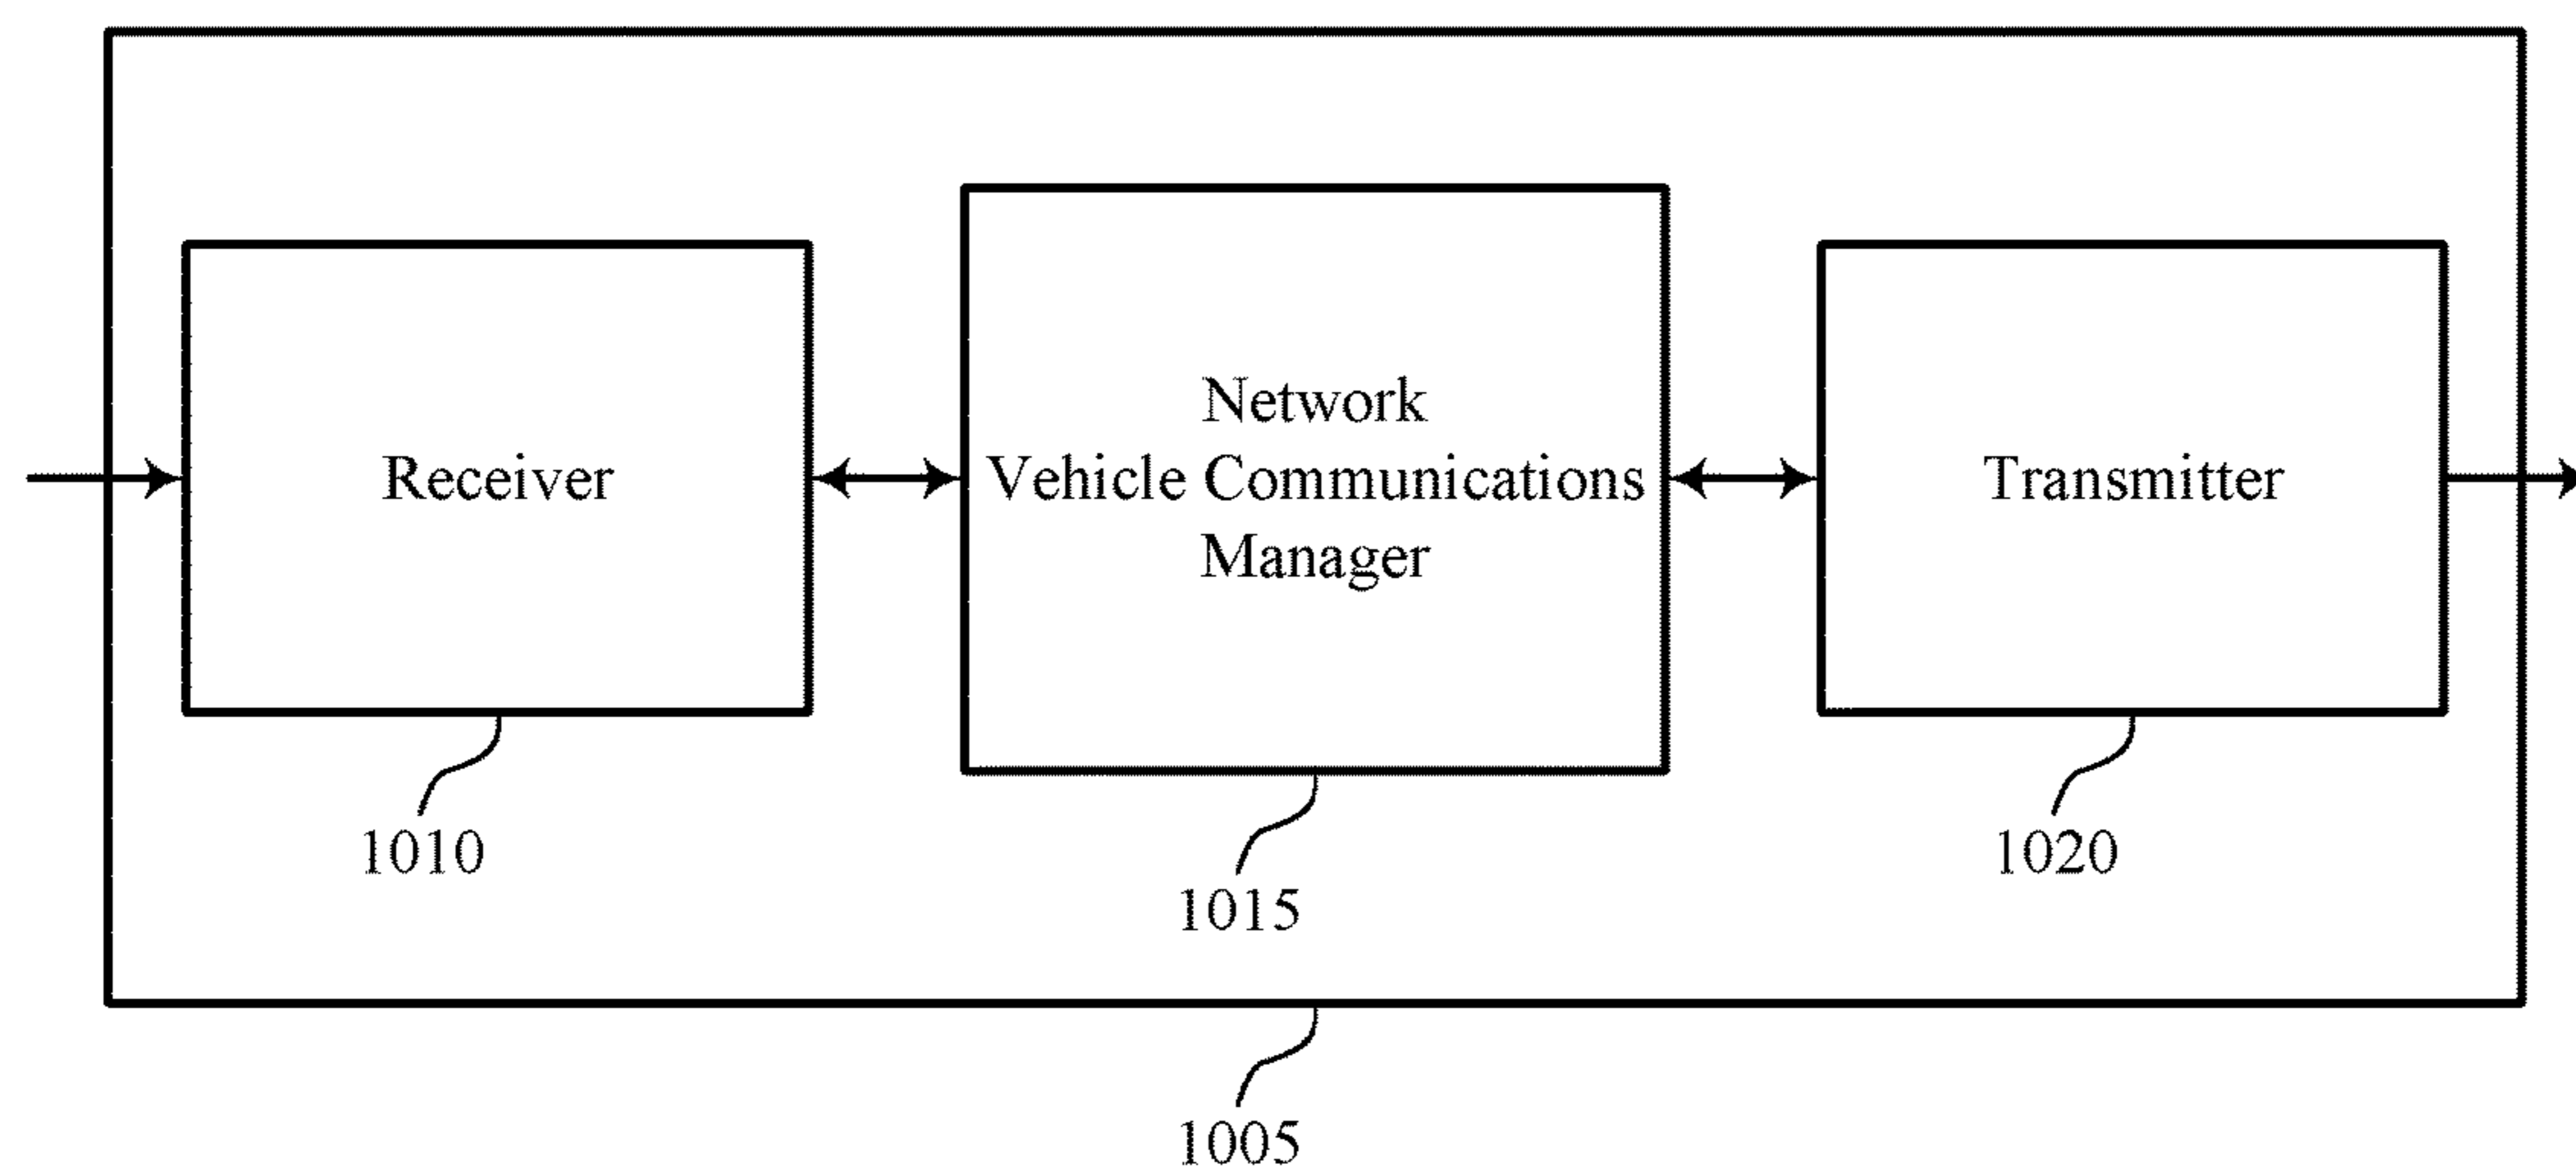 Network
Receiver
Vehicle Communications
Transmitter
Manager
1010
1020
1015
1005